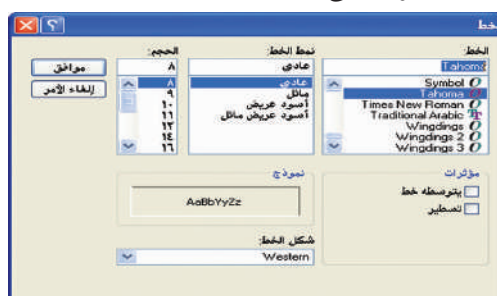 الخط
الخط:
نمط الخط:
الحجم:
Tahoma
عادي
٨
موافق
إلغاء الأمر
Symbol
Tahoma
Times New Roman
Traditional Arabic
Wingdings
Wingdings 2
Wingdings 3
عادي
مائل
أسود عريض
أسود عريض مائل
٨
٩
١٠
١١
١٢
١٤
١٦
مؤثرات
يتوسطه خط
تسطير
نموذج
AaBbYyZz
شكل الخط:
Western